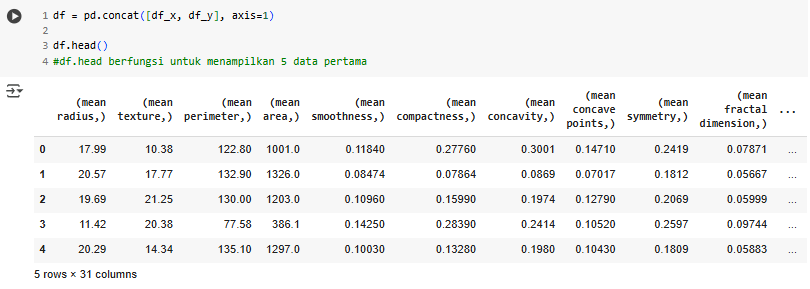 1 df = pd.concat([df_x, df_y], axis=1)
2
3 df.head()
4 #df.head berfungsi untuk menampilkan 5 data pertama
(mean radius,) (mean texture,) (mean perimeter,) (mean area,) (mean smoothness,) (mean compactness,) (mean concavity,) (mean concave points,) (mean symmetry,) (mean fractal dimension,) ...
0 17.99 10.38 122.80 1001.0 0.11840 0.27760 0.3001 0.14710 0.2419 0.07871 ...
1 20.57 17.77 132.90 1326.0 0.08474 0.07864 0.0869 0.07017 0.1812 0.05667 ...
2 19.69 21.25 130.00 1203.0 0.10960 0.15990 0.1974 0.12790 0.2069 0.05999 ...
3 11.42 20.38 77.58 386.1 0.14250 0.28390 0.2414 0.10520 0.2597 0.09744 ...
4 20.29 14.34 135.10 1297.0 0.10030 0.13280 0.1980 0.10430 0.1809 0.05883 ...
5 rows × 31 columns